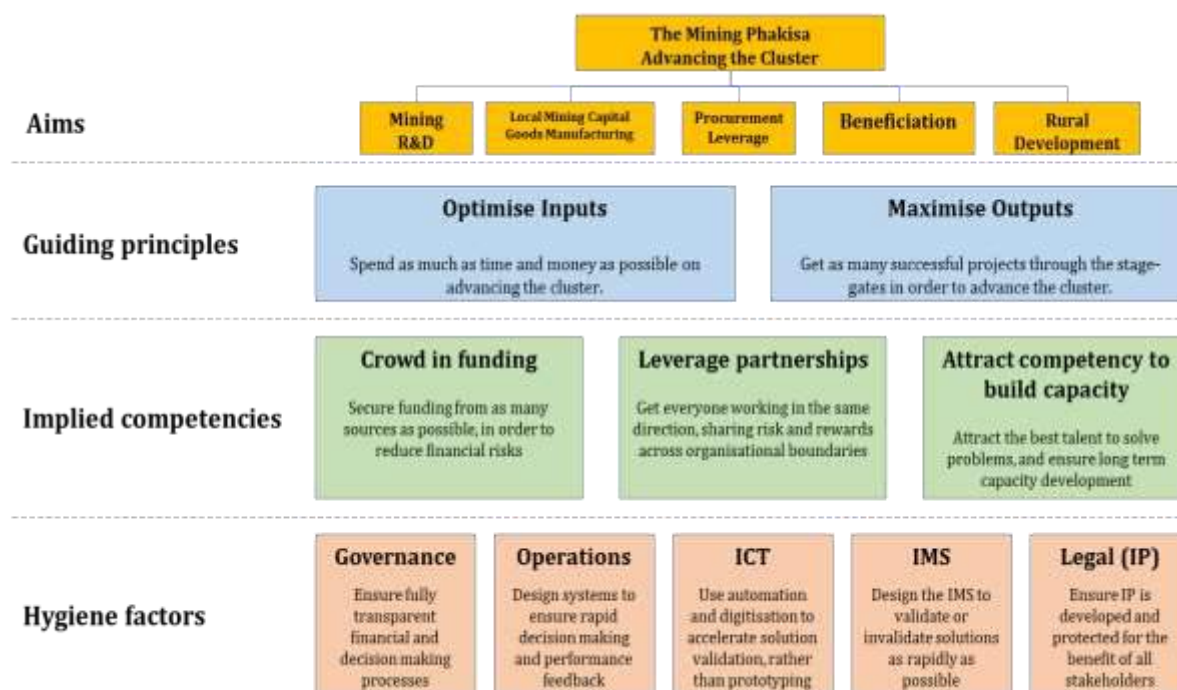 The Mining Phakisa
Advancing the Cluster
Aims
Mining
R&D
Local Mining Capital
Goods Manufacturing
Procurement
Leverage
Beneficiation
Rural
Development
Guiding principles
Optimise Inputs
Spend as much as time and money as possible on
advancing the cluster.
Maximise Outputs
Get as many successful projects through the stage-
gates in order to advance the cluster.
Implied competencies
Crowd in funding
Secure funding from as many
sources as possible, in order to
reduce financial risks
Leverage partnerships
Get everyone working in the same
direction, sharing risk and rewards
across organisational boundaries
Attract competency to
build capacity
Attract the best talent to solve
problems, and ensure long term
capacity development
Hygiene factors
Governance
Ensure fully
transparent
financial and
decision making
processes
Operations
Design systems to
ensure rapid
decision making
and performance
feedback
ICT
Use automation
and digitisation to
accelerate solution
validation, rather
than prototyping
IMS
Design the IMS to
validate or
invalidate solutions
as rapidly as
possible
Legal (IP)
Ensure IP is
developed and
protected for the
benefit of all
stakeholders